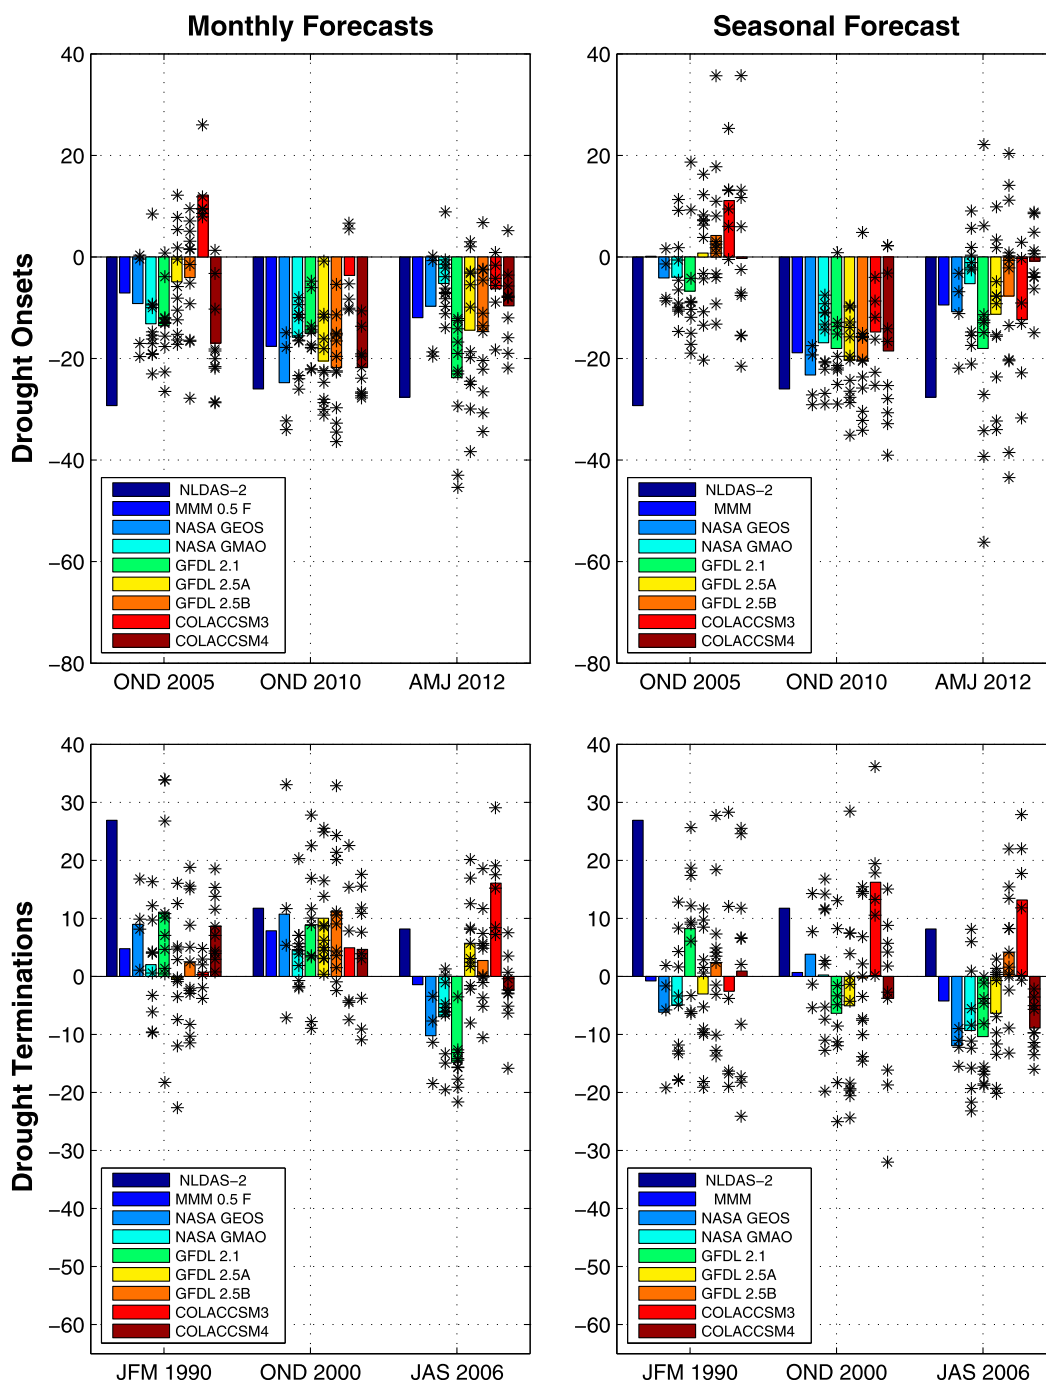 Monthly Forecasts
Seasonal Forecast
Drought Onsets
40
20
0
−20
−40
−60
−80
NLDAS−2
MMM 0.5 F
NASA GEOS
NASA GMAO
GFDL 2.1
GFDL 2.5A
GFDL 2.5B
COLACCSM3
COLACCSM4
OND 2005
OND 2010
AMJ 2012
40
20
0
−20
−40
−60
−80
NLDAS−2
MMM
NASA GEOS
NASA GMAO
GFDL 2.1
GFDL 2.5A
GFDL 2.5B
COLACCSM3
COLACCSM4
OND 2005
OND 2010
AMJ 2012
Drought Terminations
40
30
20
10
0
−10
−20
−30
−40
−50
−60
NLDAS−2
MMM 0.5 F
NASA GEOS
NASA GMAO
GFDL 2.1
GFDL 2.5A
GFDL 2.5B
COLACCSM3
COLACCSM4
JFM 1990
OND 2000
JAS 2006
40
30
20
10
0
−10
−20
−30
−40
−50
−60
NLDAS−2
MMM
NASA GEOS
NASA GMAO
GFDL 2.1
GFDL 2.5A
GFDL 2.5B
COLACCSM3
COLACCSM4
JFM 1990
OND 2000
JAS 2006